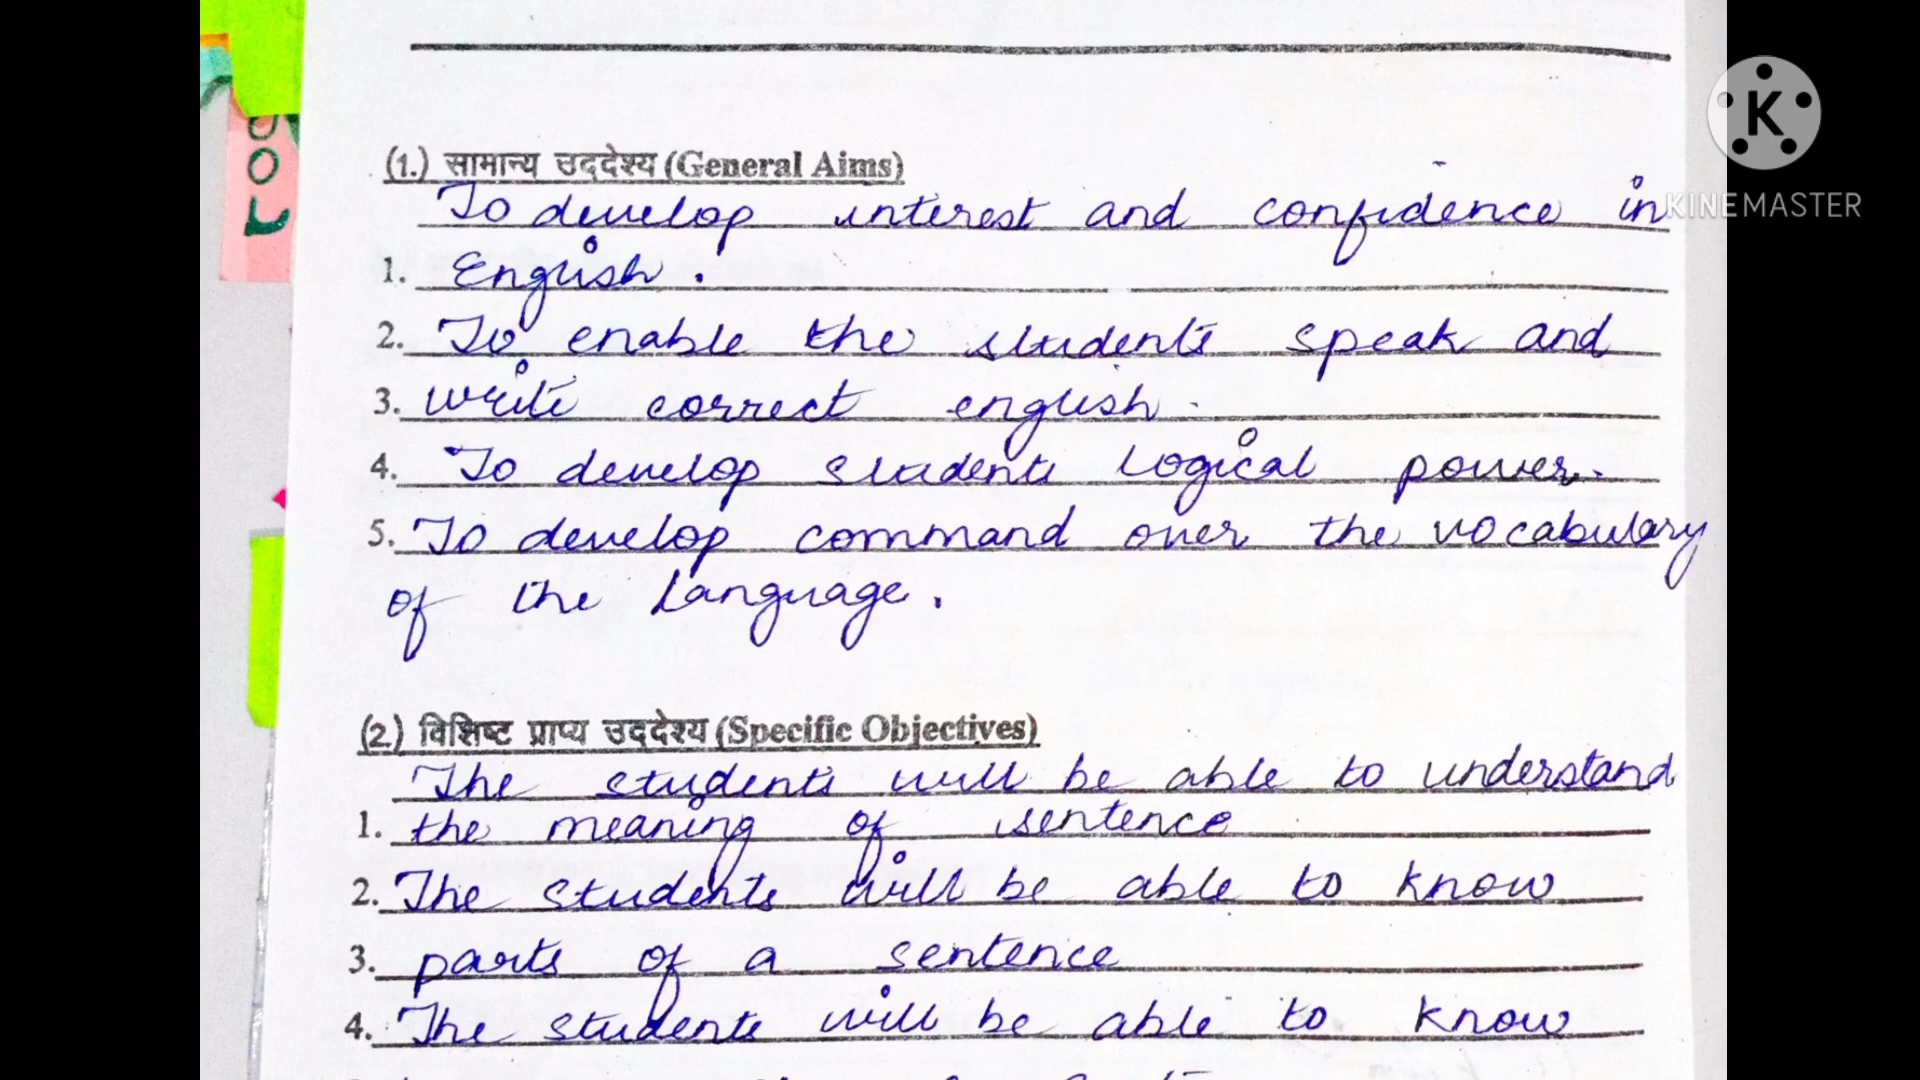 (1.) सामान्य उद्देश्य (General Aims)
To develop interest and confidence in
1. English.
2. To enable the students speak and
3. write correct english.
4. To develop students Logical power.
5. To develop command over the vocabulary
of the Language.
(2.) विशिष्ट प्राप्य उद्देश्य (Specific Objectives)
The students will be able to understand
1. the meaning of sentence
2. The students will be able to know
3. parts of a sentence
4. The students will be able to know
K
KINEMASTER